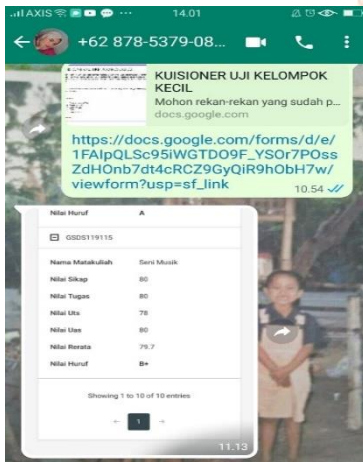 AXIS 14.01
+62 878-5379-08...
KUISIONER UJI KELOMPOK
KECIL
Mohon rekan-rekan yang sudah p...
docs.google.com
https://docs.google.com/forms/d/e/
1FAIpQLSc95iWGTDO9F_YSOr7POss
ZdHOnb7dt4cRCZ9GyQiR9hObH7w/
viewform?usp=sf_link
10.54
Nilai Huruf A
GSDS119115
Nama Matakuliah Seni Musik
Nilai Sikap 80
Nilai Tugas 80
Nilai Uts 78
Nilai Uas 80
Nilai Rerata 79.7
Nilai Huruf B+
Showing 1 to 10 of 10 entries
1
11.13